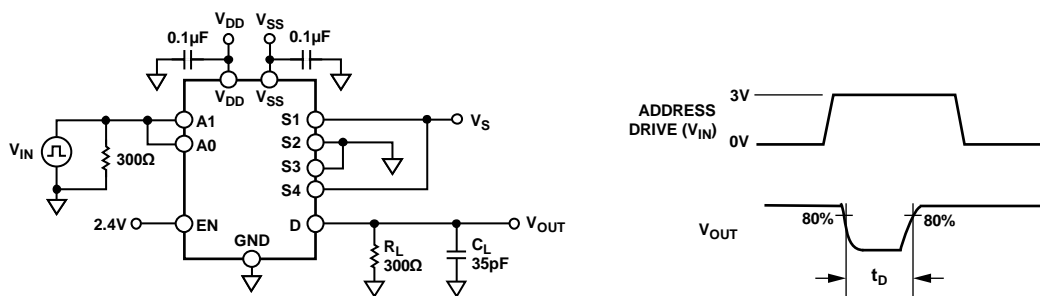 V_DD
V_SS
0.1µF
0.1µF
V_DD
V_SS
A1
A0
V_IN
300Ω
2.4V
EN
GND
S1
S2
S3
S4
D
V_S
V_OUT
R_L
300Ω
C_L
35pF
ADDRESS
DRIVE (V_IN)
3V
0V
V_OUT
80%
80%
t_D